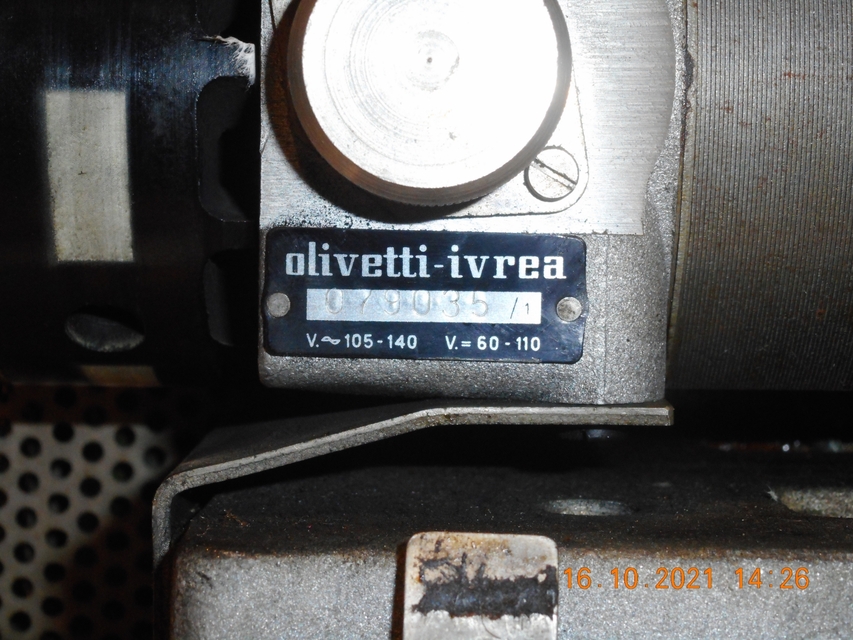 olivetti-ivrea
079035 /1
V.~105-140 V.=60-110
16.10.2021 14:26